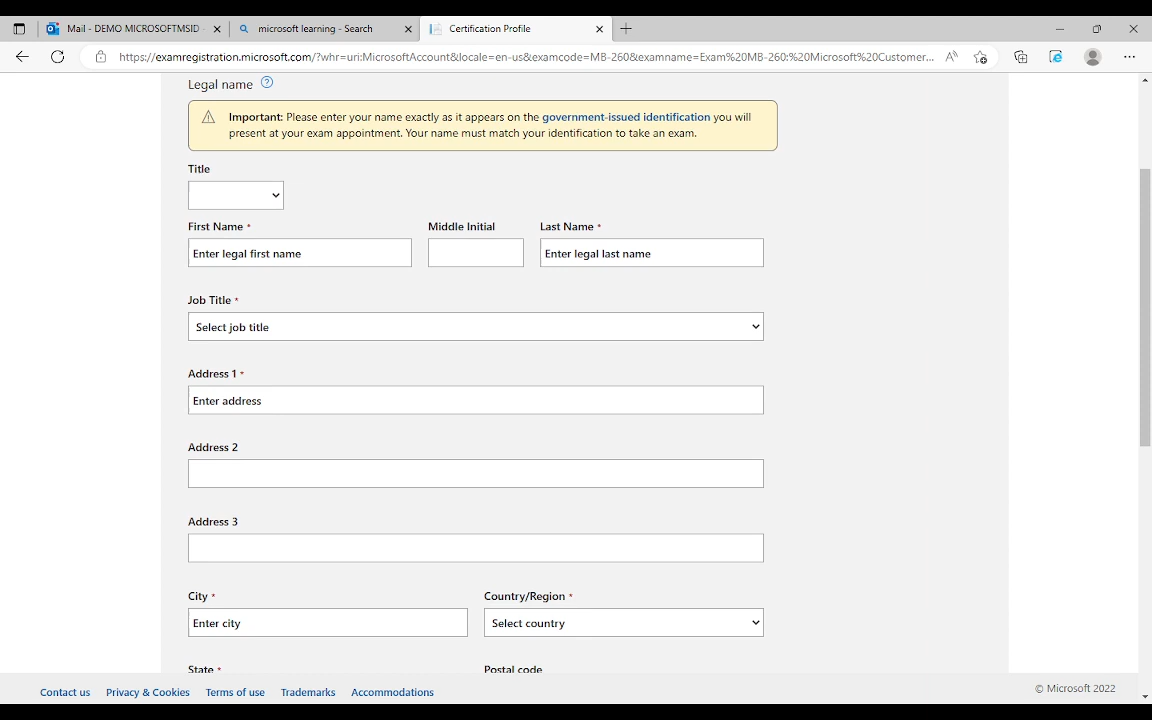 Mail - DEMO MICROSOFTMSID
microsoft learning - Search
Certification Profile
https://examregistration.microsoft.com/?whr=uri:MicrosoftAccount&locale=en-us&examcode=MB-260&examname=Exam%20MB-260:%20Microsoft%20Customer...
Legal name ?
Important: Please enter your name exactly as it appears on the government-issued identification you will
present at your exam appointment. Your name must match your identification to take an exam.
Title
First Name * Middle Initial Last Name *
Enter legal first name Enter legal last name
Job Title *
Select job title
Address 1 *
Enter address
Address 2
Address 3
City * Country/Region *
Enter city Select country
State * Postal code
Contact us Privacy & Cookies Terms of use Trademarks Accommodations © Microsoft 2022